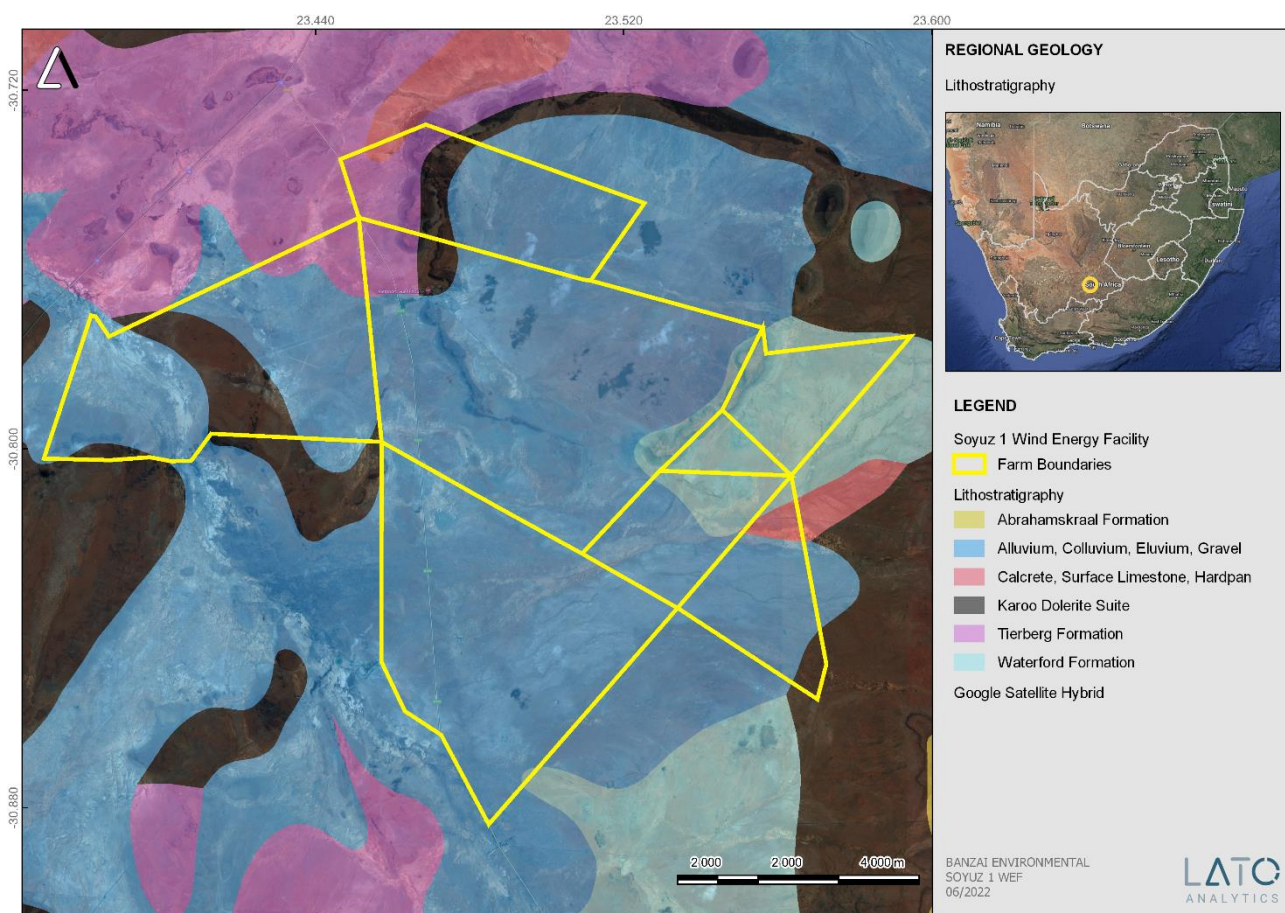 23.440
23.520
23.600
-30.720
-30.800
-30.880
2 000
2 000
4 000 m
REGIONAL GEOLOGY
Lithostratigraphy
Namibia
Botswana
Lesotho
South Africa
LEGEND
Soyuz 1 Wind Energy Facility
Farm Boundaries
Lithostratigraphy
Abrahamskraal Formation
Alluvium, Colluvium, Eluvium, Gravel
Calcrete, Surface Limestone, Hardpan
Karoo Dolerite Suite
Tierberg Formation
Waterford Formation
Google Satellite Hybrid
BANZAI ENVIRONMENTAL
SOYUZ 1 WEF
06/2022
LATO
ANALYTICS